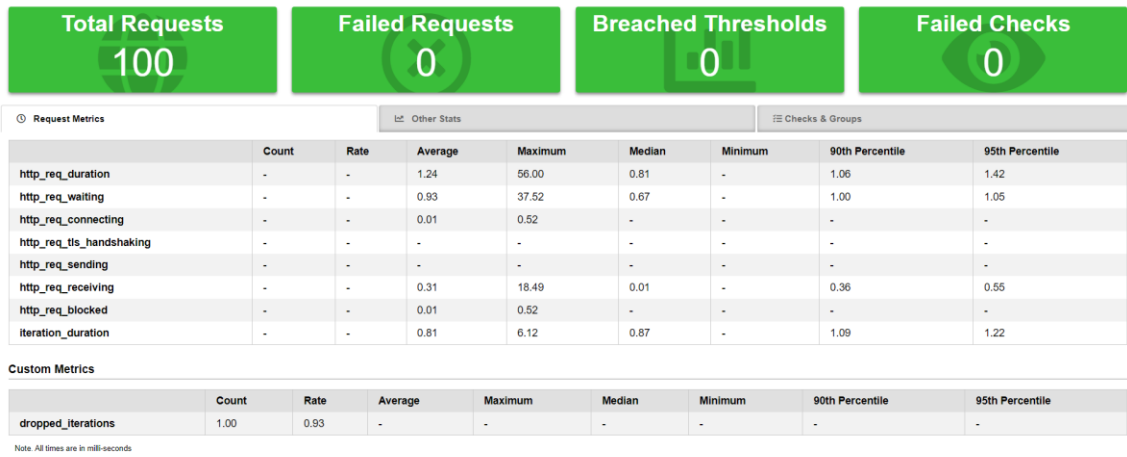 Total Requests Failed Requests Breached Thresholds Failed Checks
100 0 0 0
Request Metrics Other Stats Checks & Groups
Count Rate Average Maximum Median Minimum 90th Percentile 95th Percentile
http_req_duration - - 1.24 56.00 0.81 - 1.06 1.42
http_req_waiting - - 0.93 37.52 0.67 - 1.00 1.05
http_req_connecting - - 0.01 0.52 - - - -
http_req_tls_handshaking - - - - - - - -
http_req_sending - - - - - - - -
http_req_receiving - - 0.31 18.49 0.01 - 0.36 0.55
http_req_blocked - - 0.01 0.52 - - - -
iteration_duration - - 0.81 6.12 0.87 - 1.09 1.22
Custom Metrics
Count Rate Average Maximum Median Minimum 90th Percentile 95th Percentile
dropped_iterations 1.00 0.93 - - - - - -
Note. All times are in milli-seconds